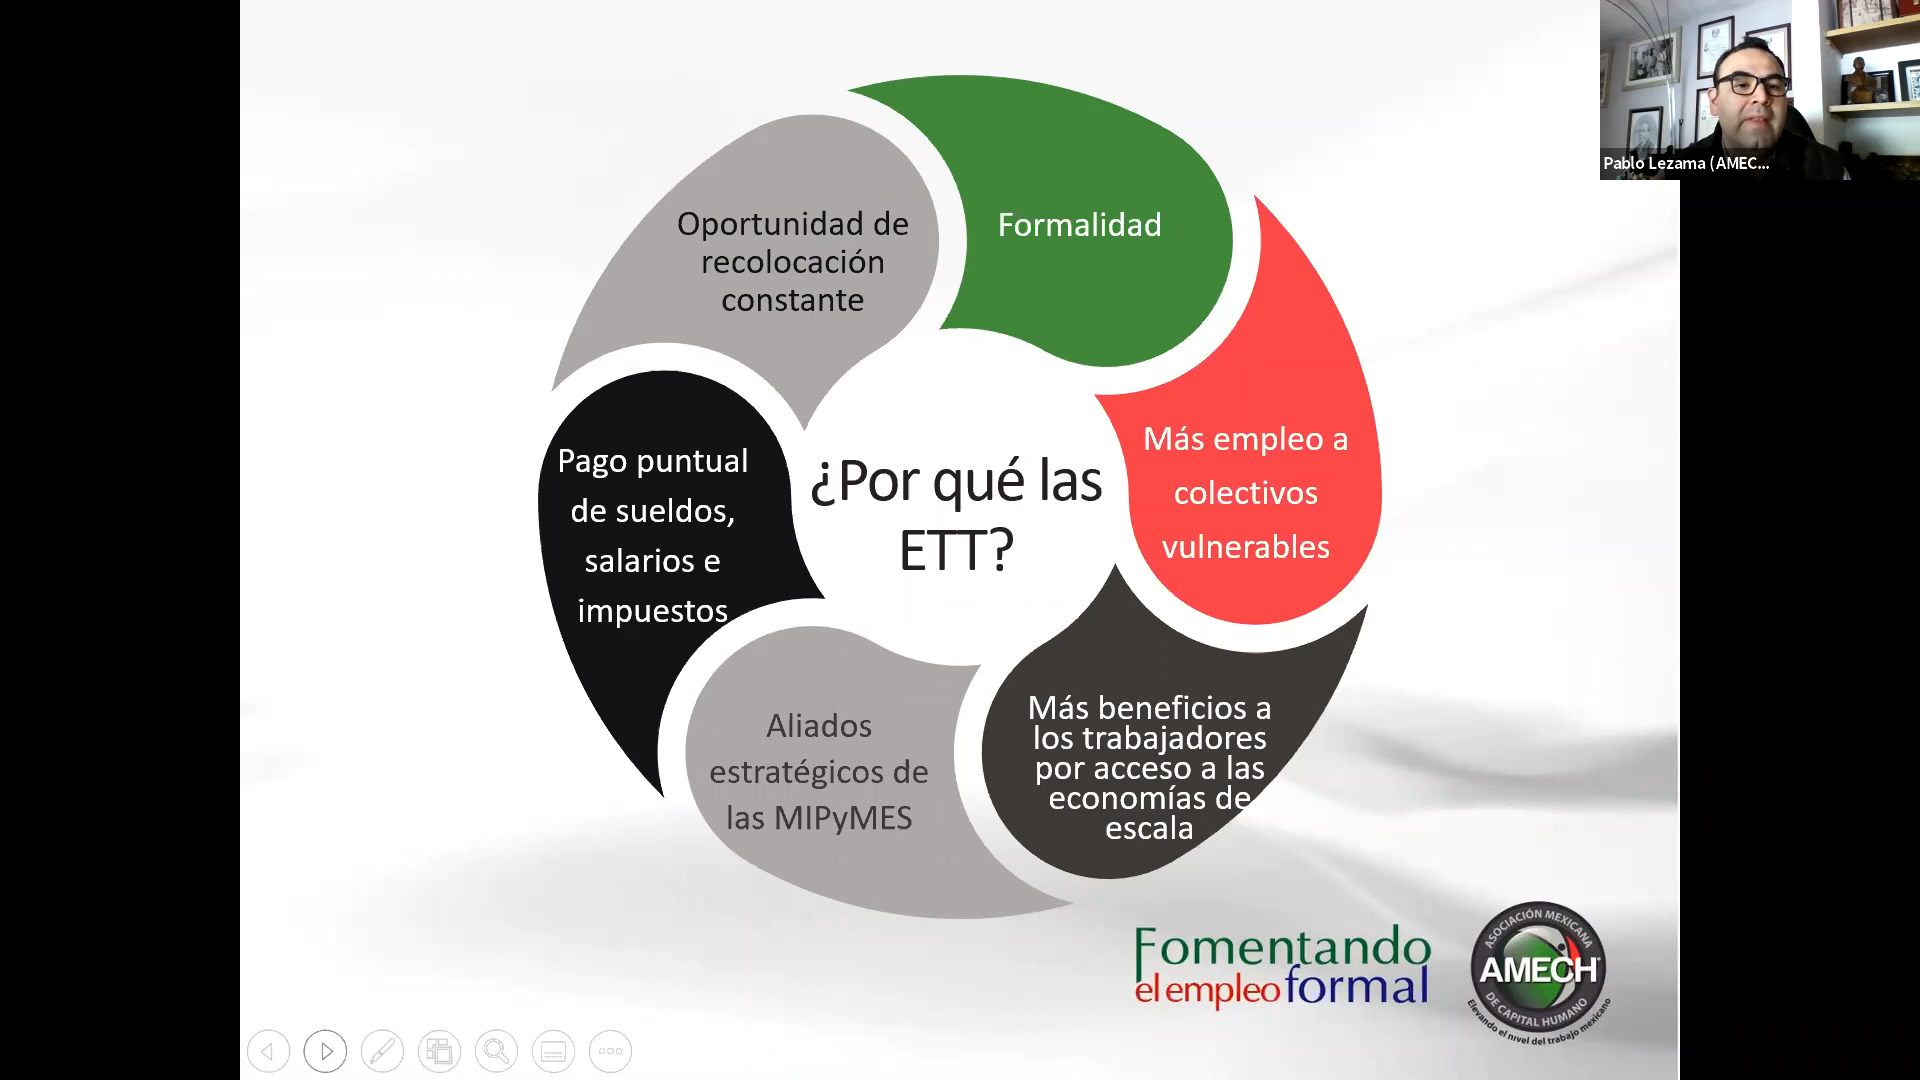 Pablo Lezama (AMEC...
Formalidad
Más empleo a
colectivos
vulnerables
Más beneficios a
los trabajadores
por acceso a las
economías de
escala
Aliados
estratégicos de
las MIPyMES
Pago puntual
de sueldos,
salarios e
impuestos
Oportunidad de
recolocación
constante
¿Por qué las
ETT?
Fomentando
el empleo formal
ASOCIACIÓN MEXICANA
AMECH
DE CAPITAL HUMANO
Elevando el nivel del trabajo mexicano